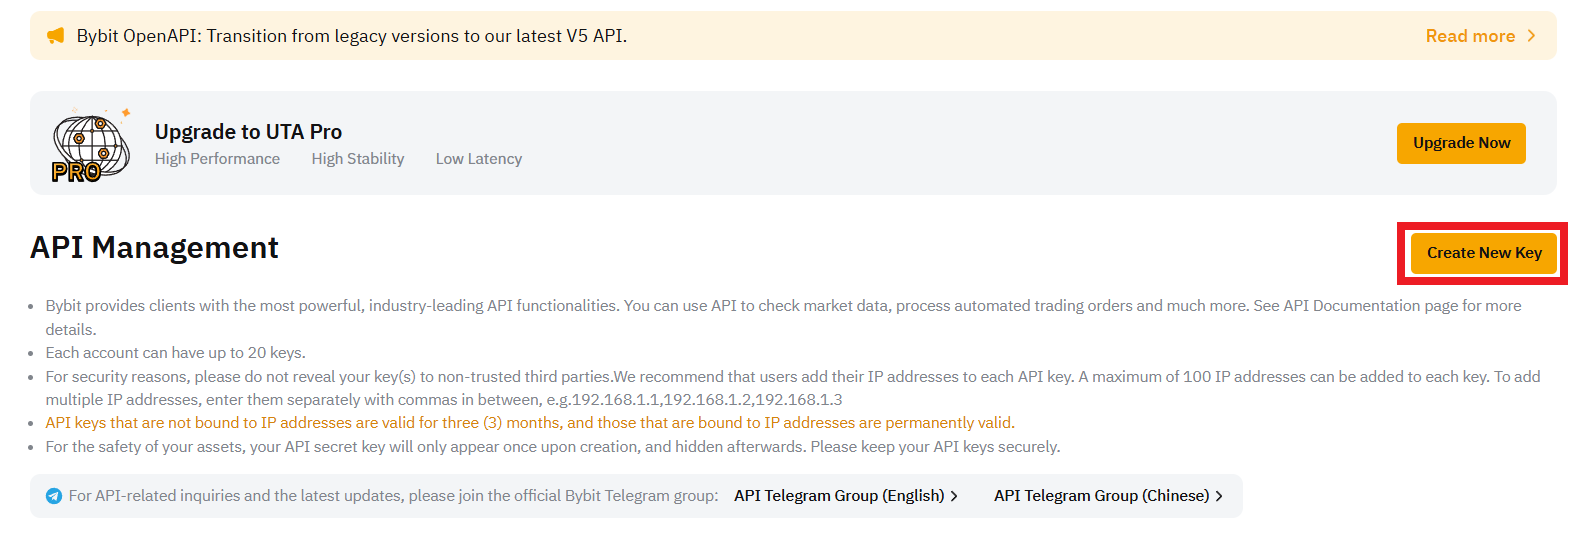 Bybit OpenAPI: Transition from legacy versions to our latest V5 API.
Read more
PRO
Upgrade to UTA Pro
High Performance High Stability Low Latency
Upgrade Now
API Management
Create New Key
Bybit provides clients with the most powerful, industry-leading API functionalities. You can use API to check market data, process automated trading orders and much more. See API Documentation page for more
details.
Each account can have up to 20 keys.
For security reasons, please do not reveal your key(s) to non-trusted third parties.We recommend that users add their IP addresses to each API key. A maximum of 100 IP addresses can be added to each key. To add
multiple IP addresses, enter them separately with commas in between, e.g.192.168.1.1,192.168.1.2,192.168.1.3
API keys that are not bound to IP addresses are valid for three (3) months, and those that are bound to IP addresses are permanently valid.
For the safety of your assets, your API secret key will only appear once upon creation, and hidden afterwards. Please keep your API keys securely.
For API-related inquiries and the latest updates, please join the official Bybit Telegram group: API Telegram Group (English) API Telegram Group (Chinese)